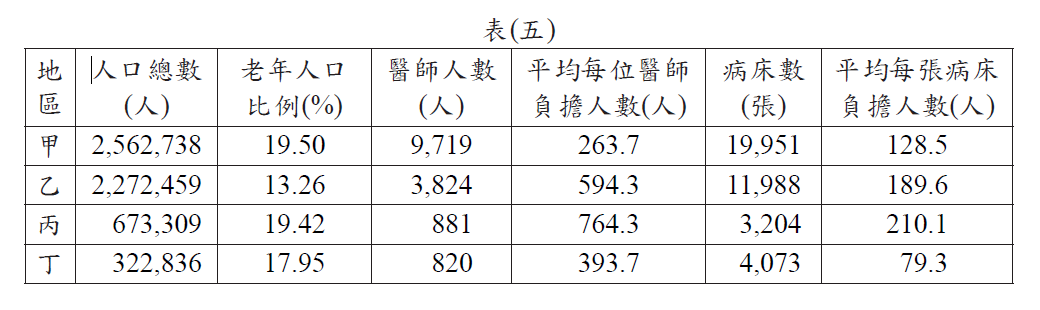 表(五)
地區 人口總數(人) 老年人口比例(%) 醫師人數(人) 平均每位醫師負擔人數(人) 病床數(張) 平均每張病床負擔人數(人)
甲 2,562,738 19.50 9,719 263.7 19,951 128.5
乙 2,272,459 13.26 3,824 594.3 11,988 189.6
丙 673,309 19.42 881 764.3 3,204 210.1
丁 322,836 17.95 820 393.7 4,073 79.3